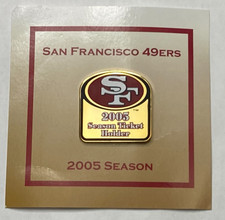 SAN FRANCISCO 49ERS
SF
2005
Season Ticket
Holder
2005 SEASON